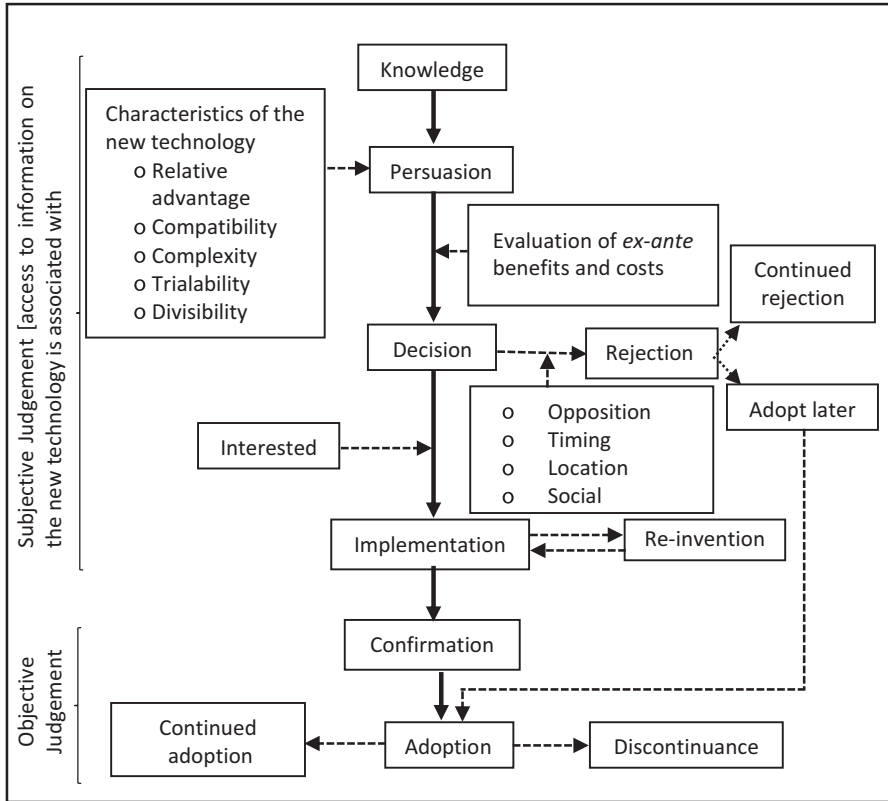 Subjective Judgement [access to information on
the new technology is associated with
Knowledge
Characteristics of the
new technology
o Relative
advantage
o Compatibility
o Complexity
o Trialability
o Divisibility
Persuasion
Evaluation of ex-ante
benefits and costs
Continued
rejection
Decision
Rejection
Adopt later
o Opposition
o Timing
o Location
o Social
Interested
Implementation
Re-invention
Objective
Judgement
Confirmation
Continued
adoption
Adoption
Discontinuance